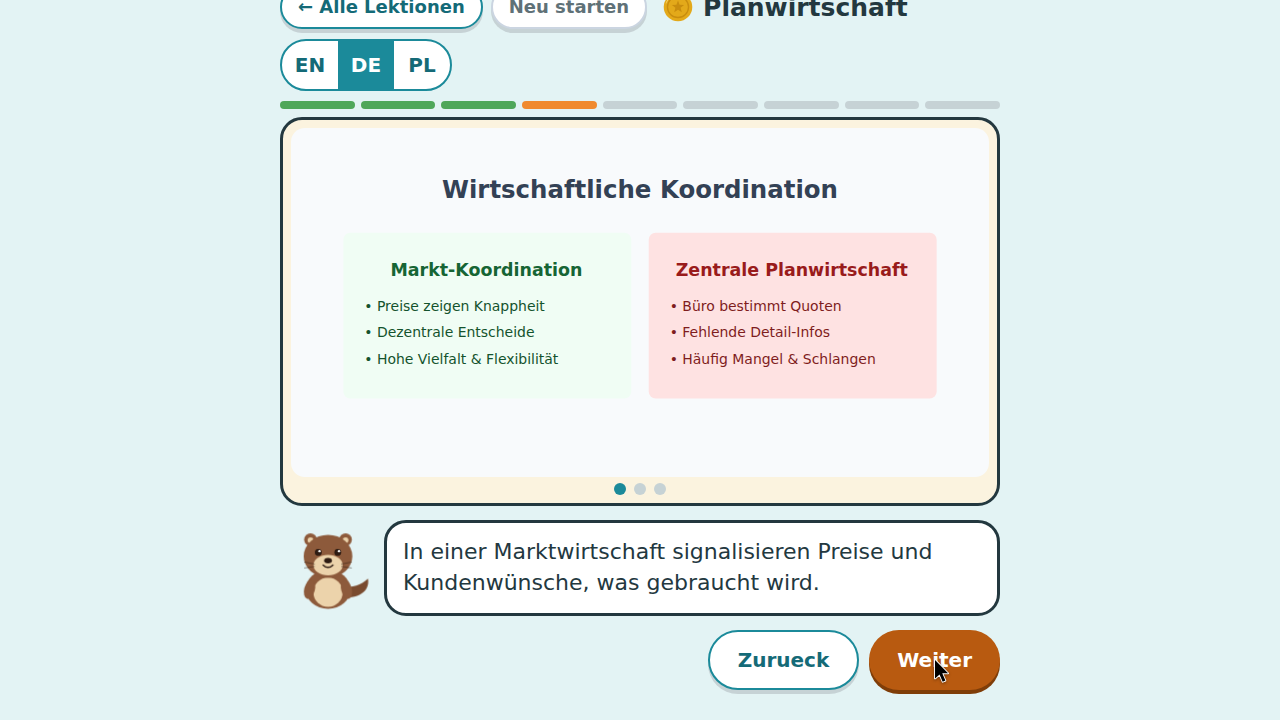 ← Alle Lektionen
Neu starten
Planwirtschaft
EN DE PL
Wirtschaftliche Koordination
Markt-Koordination
• Preise zeigen Knappheit
• Dezentrale Entscheide
• Hohe Vielfalt & Flexibilität
Zentrale Planwirtschaft
• Büro bestimmt Quoten
• Fehlende Detail-Infos
• Häufig Mangel & Schlangen
In einer Marktwirtschaft signalisieren Preise und
Kundenwünsche, was gebraucht wird.
Zurueck
Weiter